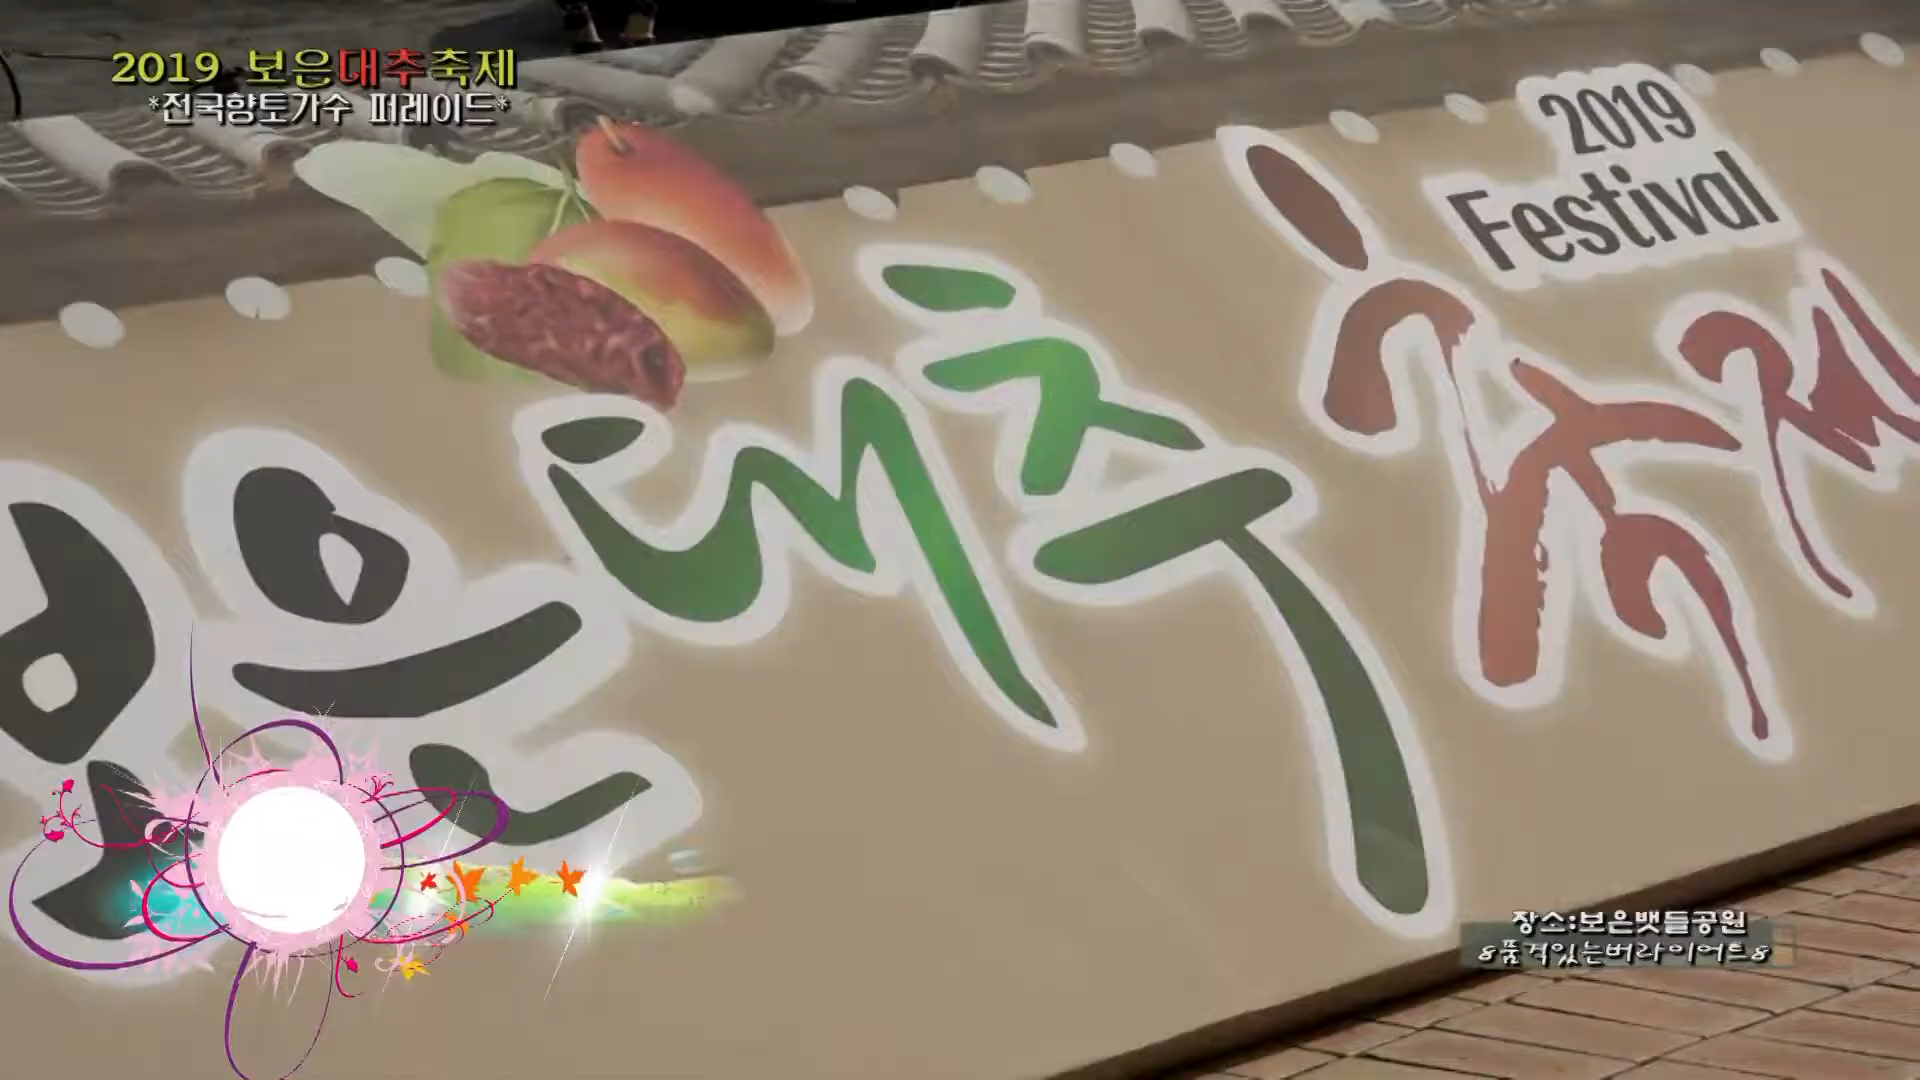 2019 보은대추축제
*전국향토가수 퍼레이드*
2019
Festival
보은대추축제
장소:보은뱃들공원
8품격있는버라이어트8